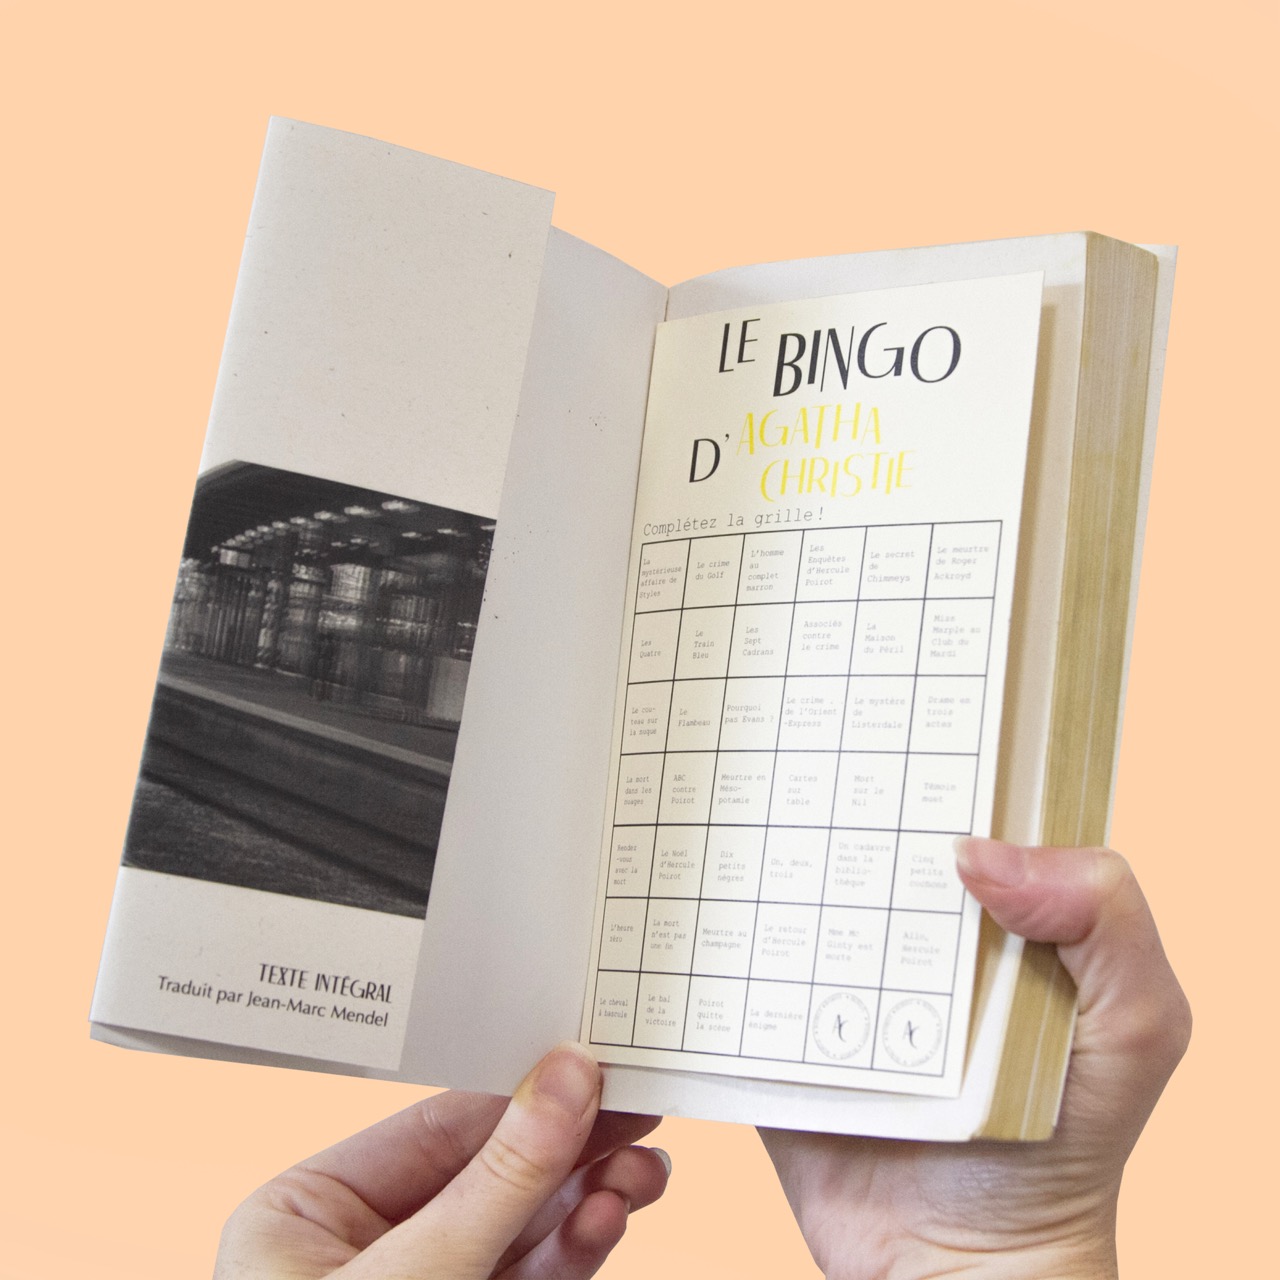 TEXTE INTÉGRAL
Traduit par Jean-Marc Mendel
LE BINGO
D'AGATHA
CHRISTIE
Complétez la grille !
La
mystérieuse
affaire de
Styles
Le crime
du Golf
L'homme
au
complet
marron
Les
Enquêtes
d'Hercule
Poirot
Le secret
de
Chimneys
Le meurtre
de Roger
Ackroyd
Les
Quatre
Le
Train
Bleu
Les
Sept
Cadrans
Associés
contre
le crime
La
Maison
du Péril
Miss
Marple au
Club du
Mardi
Le cou-
teau sur
la nuque
Le
Flambeau
Pourquoi
pas Evans ?
Le crime
de l'Orient
-Express
Le mystère
de
Listerdale
Drame en
trois
actes
La mort
dans les
nuages
ABC
contre
Poirot
Meurtre en
Méso-
potamie
Cartes
sur
table
Mort
sur le
Nil
Témoin
muet
Rendez
-vous
avec la
mort
Le Noël
d'Hercule
Poirot
Dix
petits
nègres
Un, deux,
trois
Un cadavre
dans la
biblio-
thèque
Cinq
petits
cochons
L'heure
zéro
La mort
n'est pas
une fin
Meurtre au
champagne
Le retour
d'Hercule
Poirot
Mme MC
Ginty est
morte
Allo,
Hercule
Poirot
Le cheval
à bascule
Le bal
de la
victoire
Poirot
quitte
la scène
La dernière
énigme
AC
AC